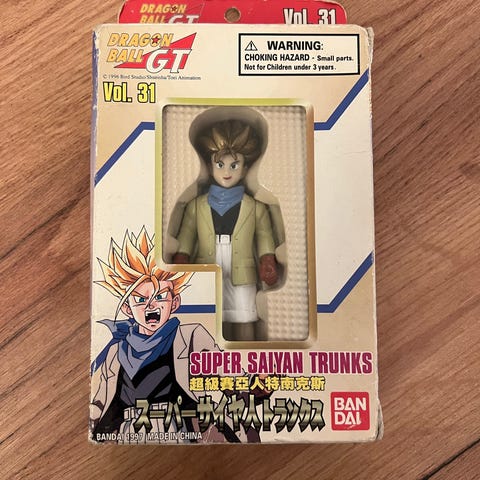 DRAGON
BALL GT
Vol. 31
DRAGON
BALL GT
© 1996 Bird Studio/Shueisha/Toei Animation
Vol. 31
WARNING:
CHOKING HAZARD - Small parts.
Not for Children under 3 years.
SUPER SAIYAN TRUNKS
超級賽亞人特南克斯
スーパーサイヤ人トランクス
BANDAI 1997 MADE IN CHINA
BAN
DAI